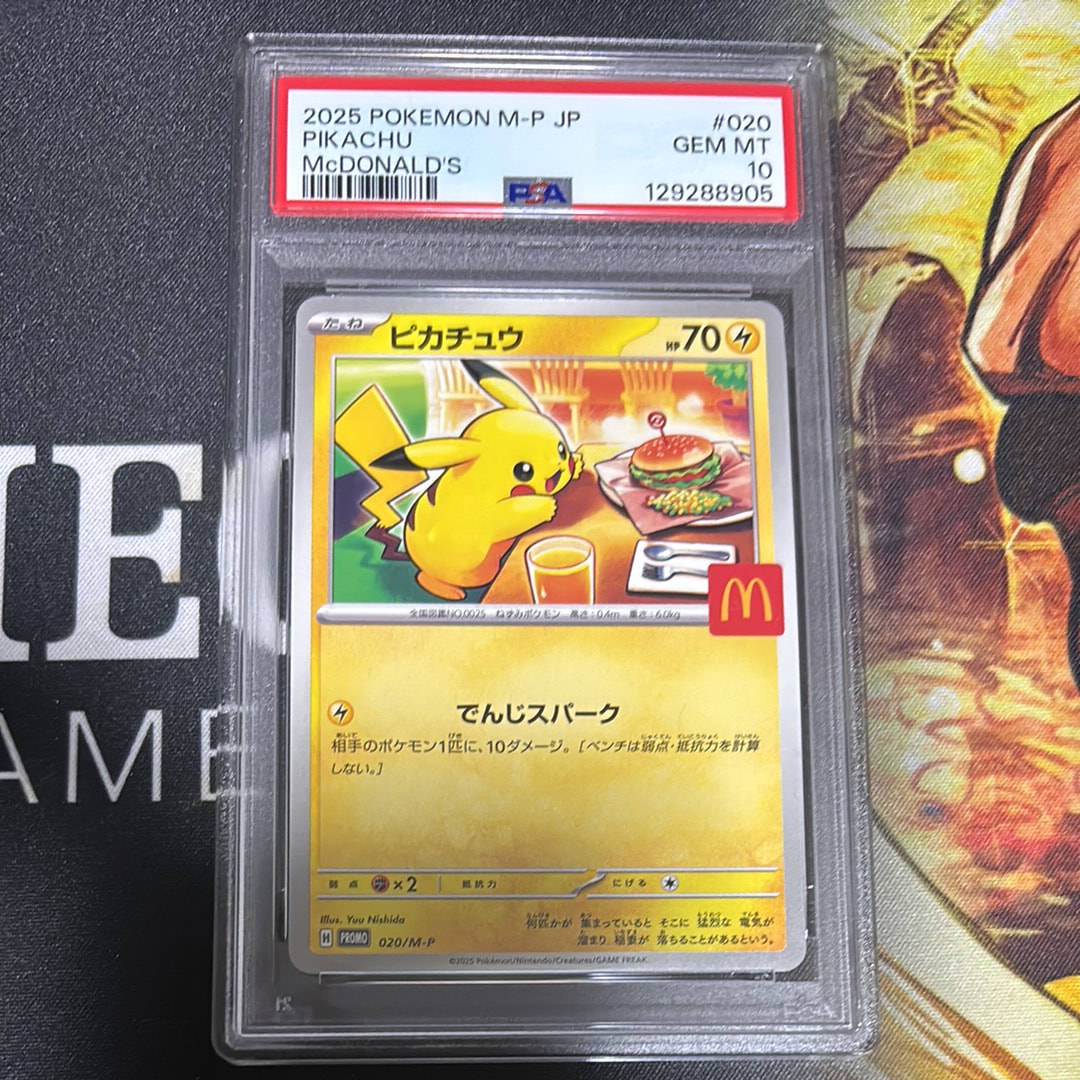 2025 POKEMON M-P JP #020
PIKACHU GEM MT
McDONALD'S 10
PSA 129288905
たね ピカチュウ HP70
全国図鑑NO.0025 ねずみポケモン 高さ:0.4m 重さ:6.0kg
でんじスパーク
相手のポケモン1匹に、10ダメージ。[ベンチは弱点・抵抗力を計算
しない。]
弱点 ×2 抵抗力 にげる
Illus. Yuu Nishida
H PROMO 020/M-P
何匹かが 集まっていると そこに 猛烈な 電気が
溜まり 稲妻が 落ちることがあるという。
©2025 Pokémon/Nintendo/Creatures/GAME FREAK.
AME